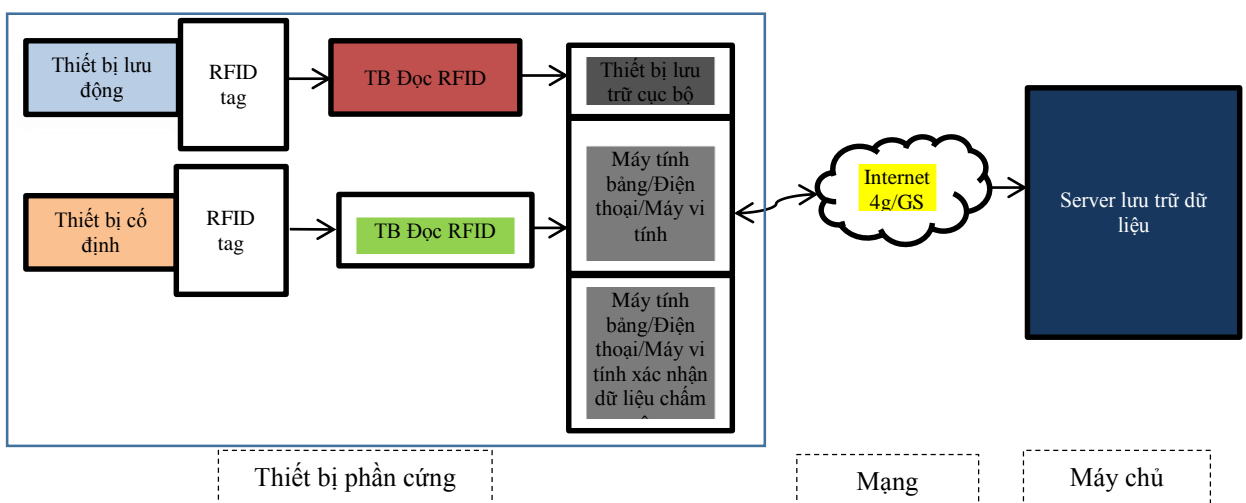 Thiết bị lưu
động
RFID
tag
TB Đọc RFID
Thiết bị lưu
trữ cục bộ
Thiết bị cố
định
RFID
tag
TB Đọc RFID
Máy tính
bảng/Điện
thoại/Máy vi
tính
Máy tính
bảng/Điện
thoại/Máy vi
tính xác nhận
dữ liệu chấm
Internet
4g/GS
Server lưu trữ dữ
liệu
Thiết bị phần cứng
Mạng
Máy chủ